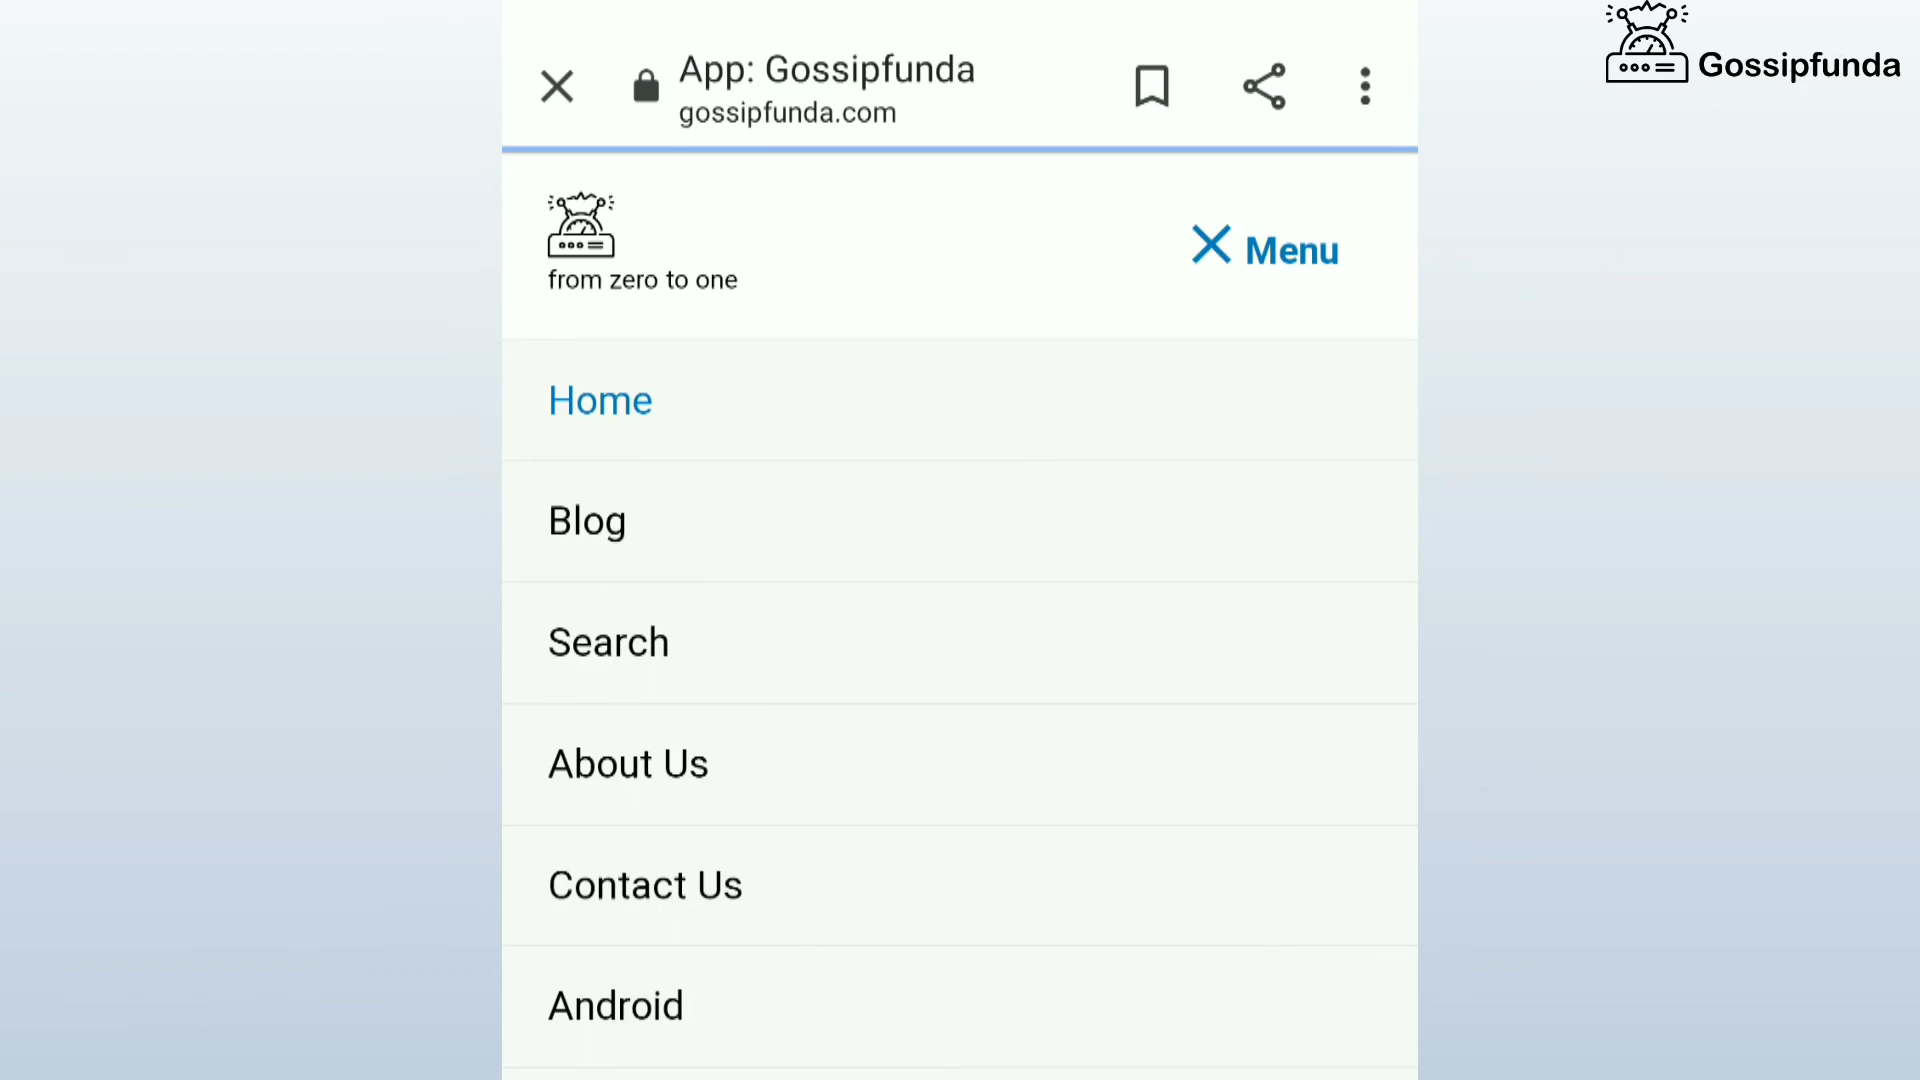 App: Gossipfunda
gossipfunda.com
Gossipfunda
from zero to one
Menu
Home
Blog
Search
About Us
Contact Us
Android